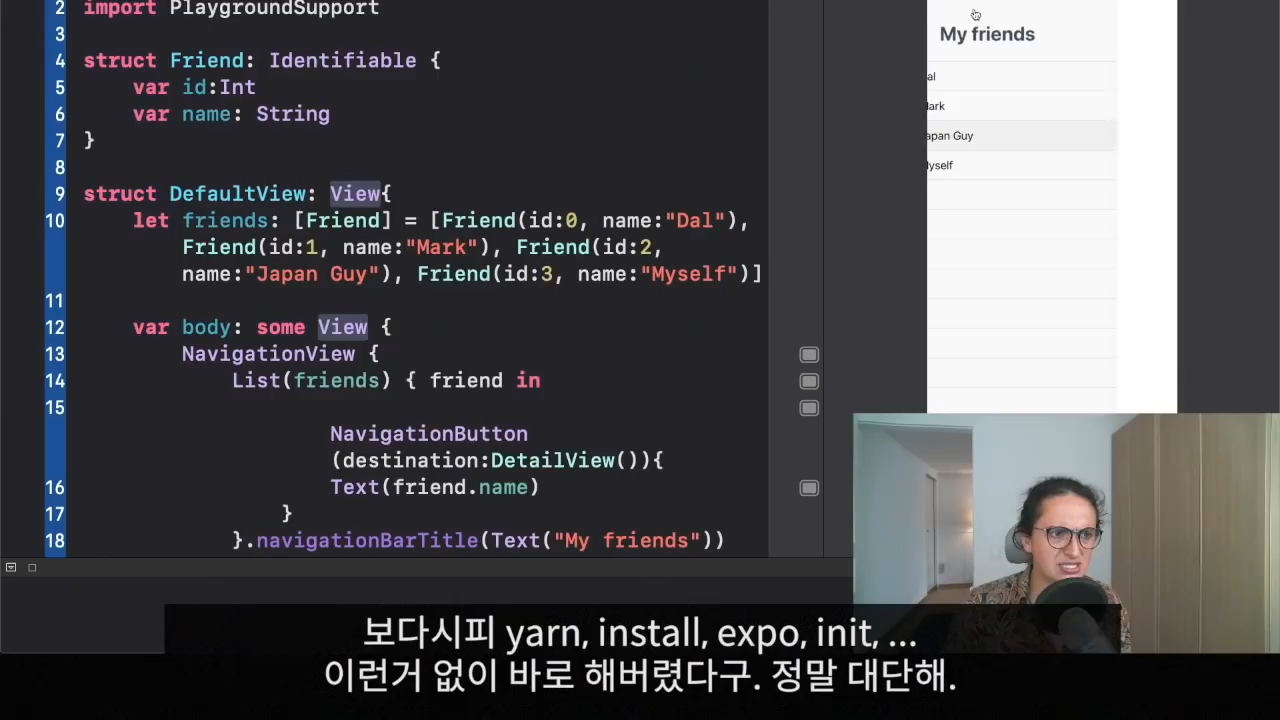 2 import PlaygroundSupport
3
4 struct Friend: Identifiable {
5 var id:Int
6 var name: String
7 }
8
9 struct DefaultView: View{
10 let friends: [Friend] = [Friend(id:0, name:"Dal"),
Friend(id:1, name:"Mark"), Friend(id:2,
name:"Japan Guy"), Friend(id:3, name:"Myself")]
11
12 var body: some View {
13 NavigationView {
14 List(friends) { friend in
15
NavigationButton
(destination:DetailView()){
16 Text(friend.name)
17 }
18 }.navigationBarTitle(Text("My friends"))
My friends
al
ark
apan Guy
yself
보다시피 yarn, install, expo, init, ...
이런거 없이 바로 해버렸다구. 정말 대단해.